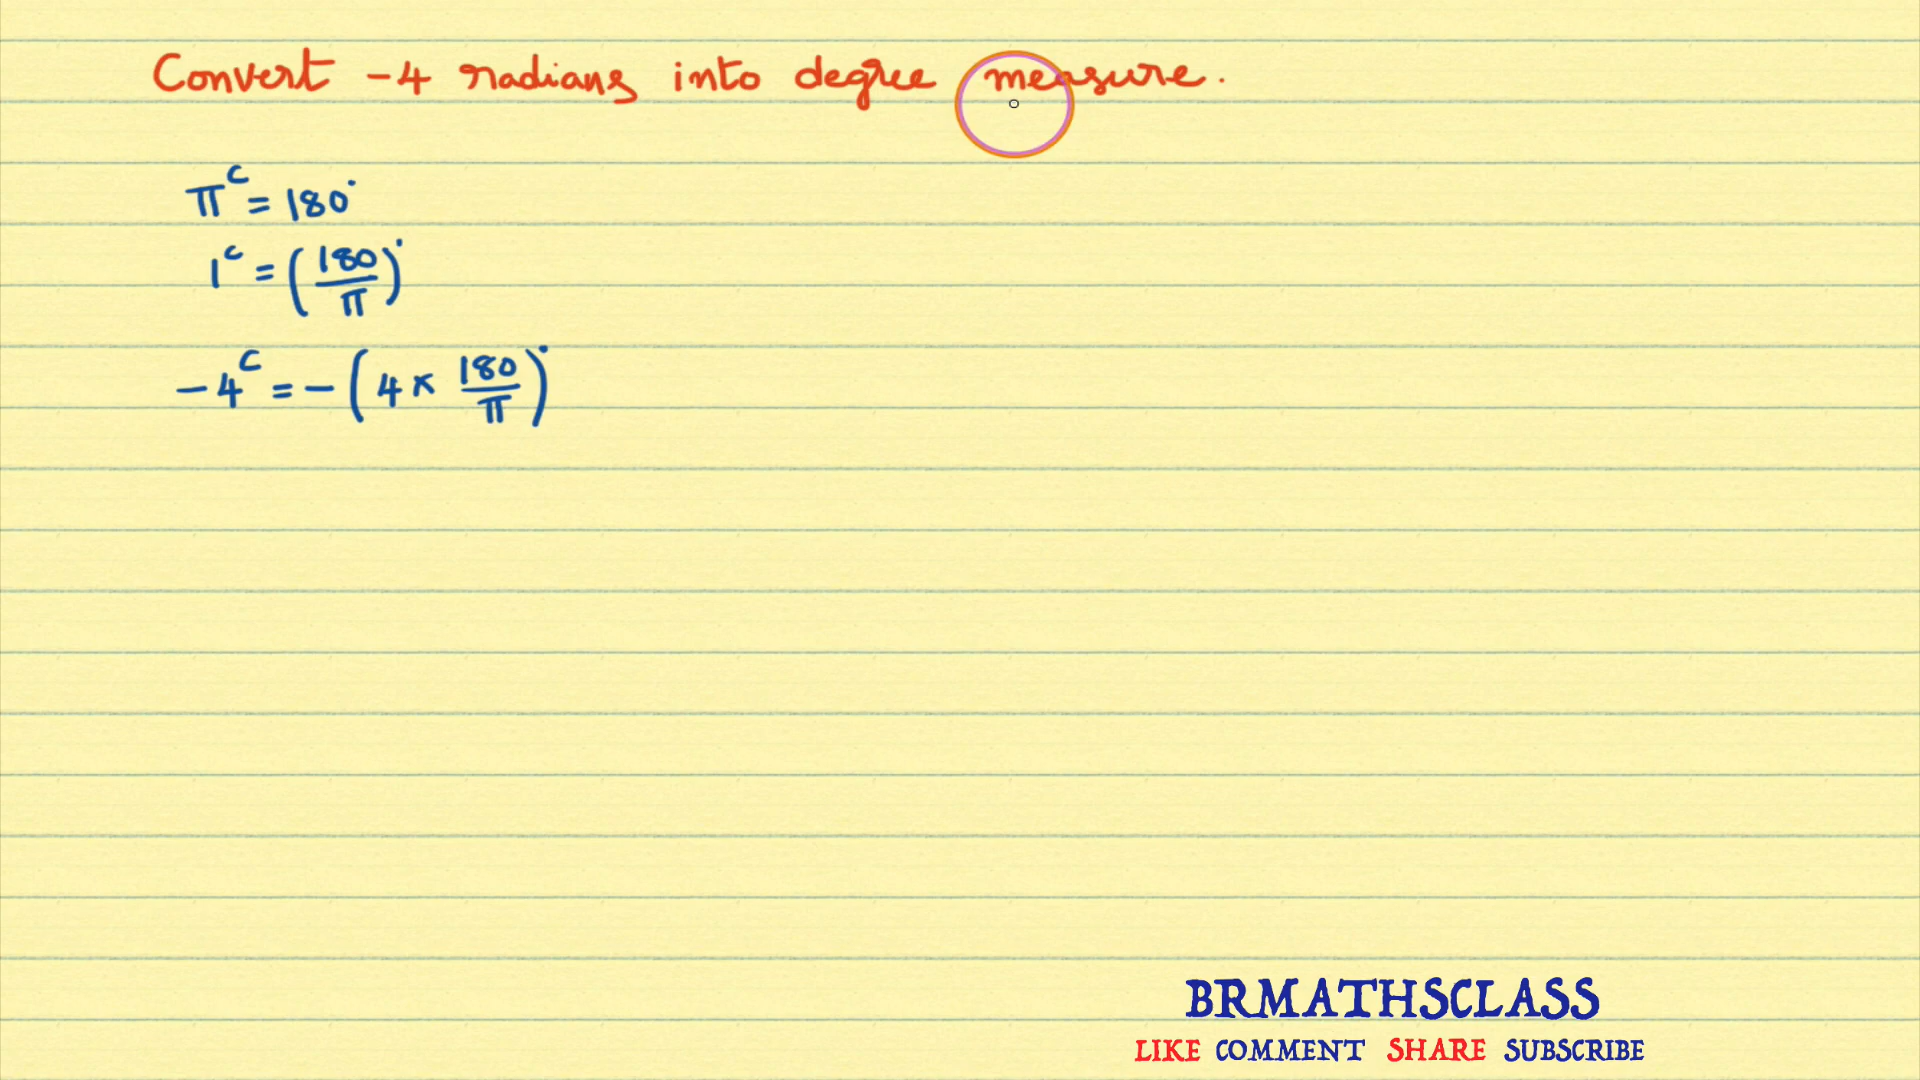 Convert -4 radians into degree measure.
π^c = 180°
1^c = (180/π)°
-4^c = -(4 × 180/π)°
BRMATHSCLASS
LIKE COMMENT SHARE SUBSCRIBE